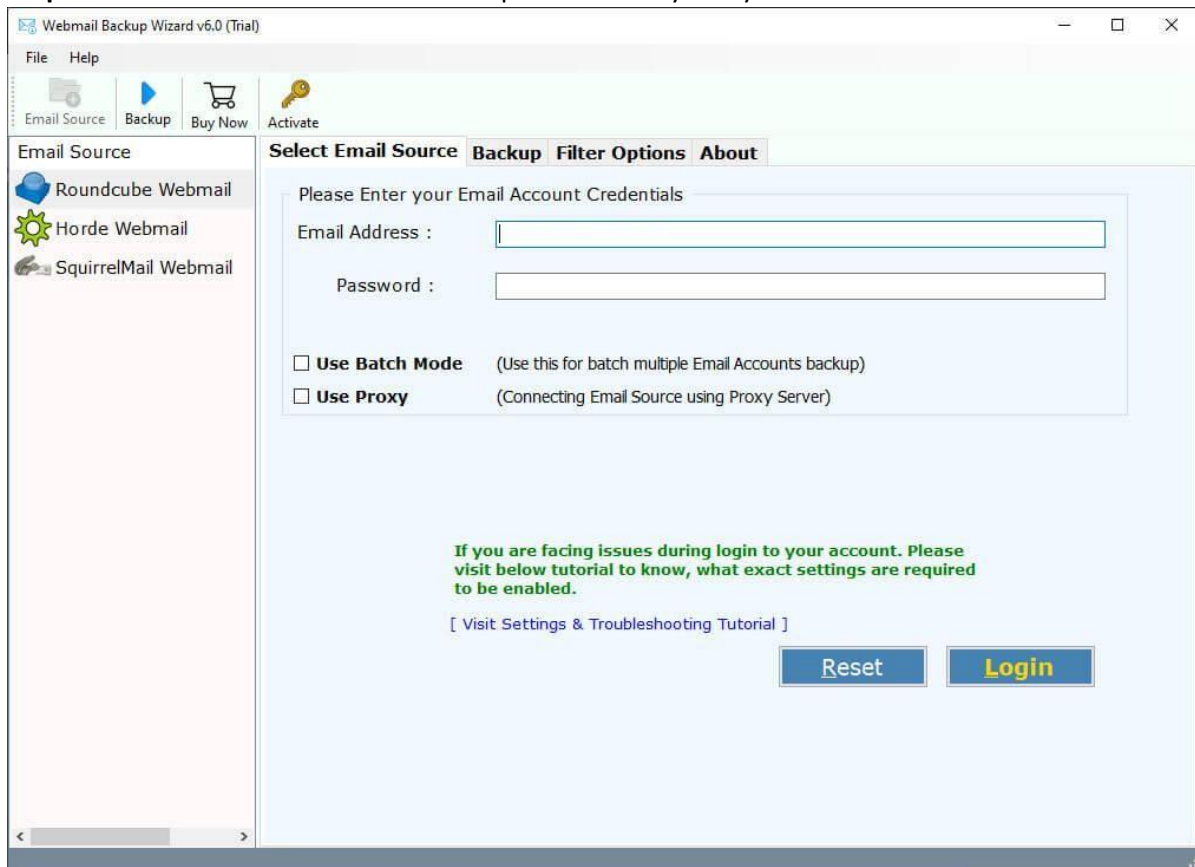 Webmail Backup Wizard v6.0 (Trial)
File Help
Email Source Backup Buy Now Activate
Email Source
Roundcube Webmail
Horde Webmail
SquirrelMail Webmail
Select Email Source Backup Filter Options About
Please Enter your Email Account Credentials
Email Address :
Password :
Use Batch Mode (Use this for batch multiple Email Accounts backup)
Use Proxy (Connecting Email Source using Proxy Server)
If you are facing issues during login to your account. Please
visit below tutorial to know, what exact settings are required
to be enabled.
[ Visit Settings & Troubleshooting Tutorial ]
Reset Login